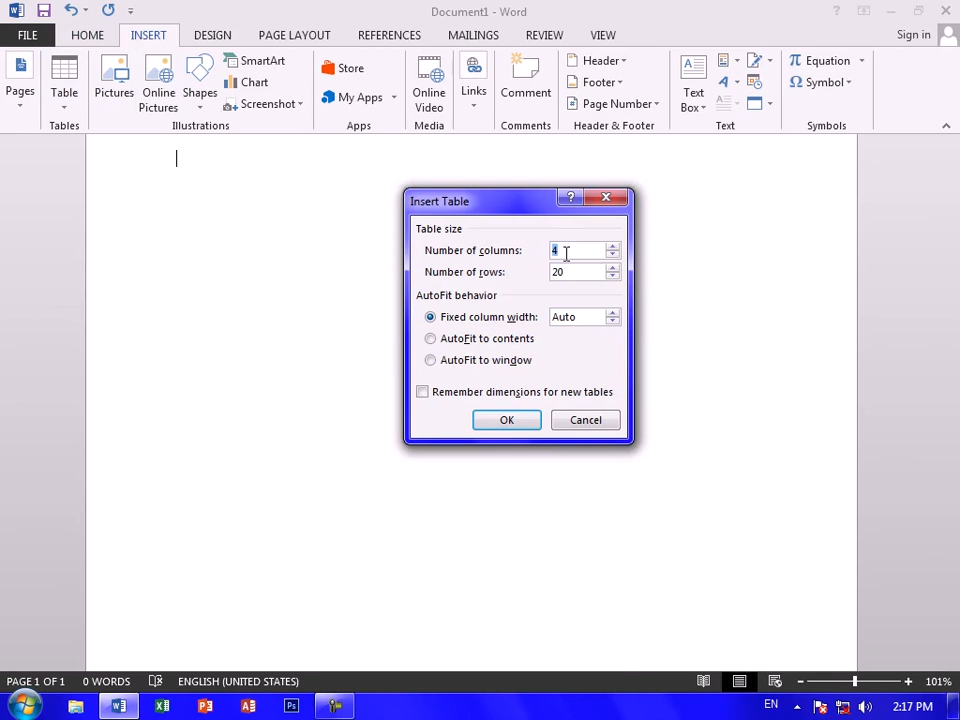 Document1 - Word
FILE HOME INSERT DESIGN PAGE LAYOUT REFERENCES MAILINGS REVIEW VIEW Sign in
Pages
Table
Tables
Pictures
Online Pictures
Shapes
SmartArt
Chart
Screenshot
Illustrations
Store
My Apps
Apps
Online Video
Media
Links
Comment
Comments
Header
Footer
Page Number
Header & Footer
Text Box
Text
Equation
Symbol
Symbols
Insert Table
Table size
Number of columns: 4
Number of rows: 20
AutoFit behavior
Fixed column width: Auto
AutoFit to contents
AutoFit to window
Remember dimensions for new tables
OK Cancel
PAGE 1 OF 1 0 WORDS ENGLISH (UNITED STATES) 101%
EN 2:17 PM